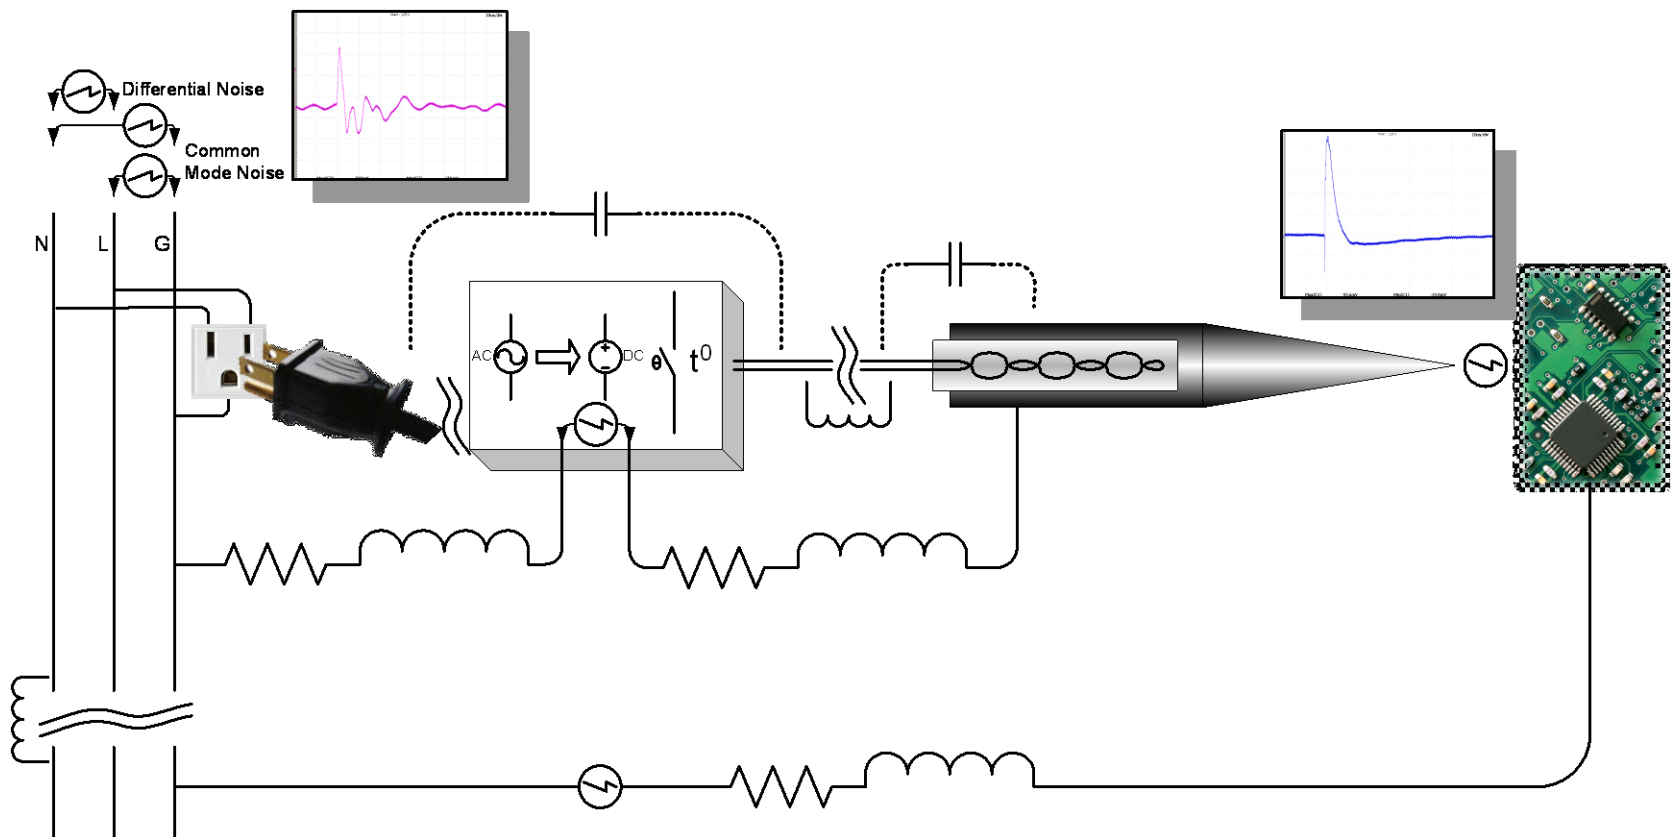 Differential Noise
Common
Mode Noise
N
L
G
AC
DC
θ
t⁰